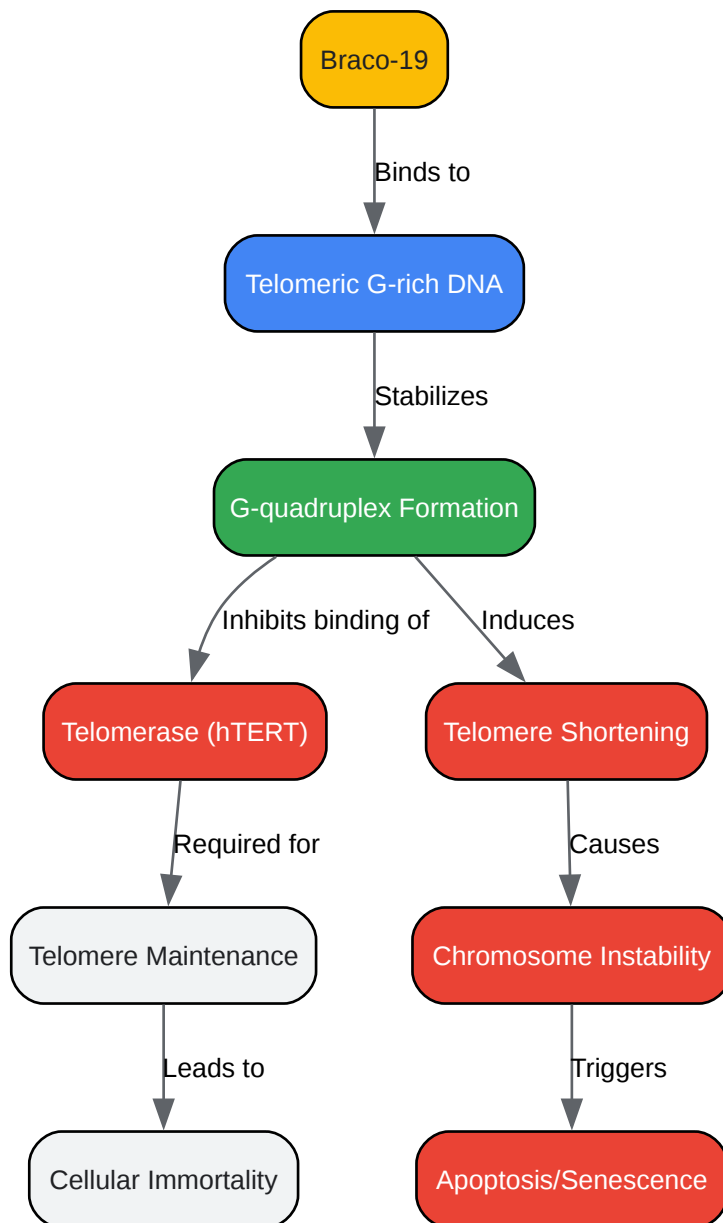 Braco-19
Binds to
Telomeric G-rich DNA
Stabilizes
G-quadruplex Formation
Inhibits binding of
Induces
Telomerase (hTERT)
Telomere Shortening
Required for
Causes
Telomere Maintenance
Chromosome Instability
Leads to
Triggers
Cellular Immortality
Apoptosis/Senescence